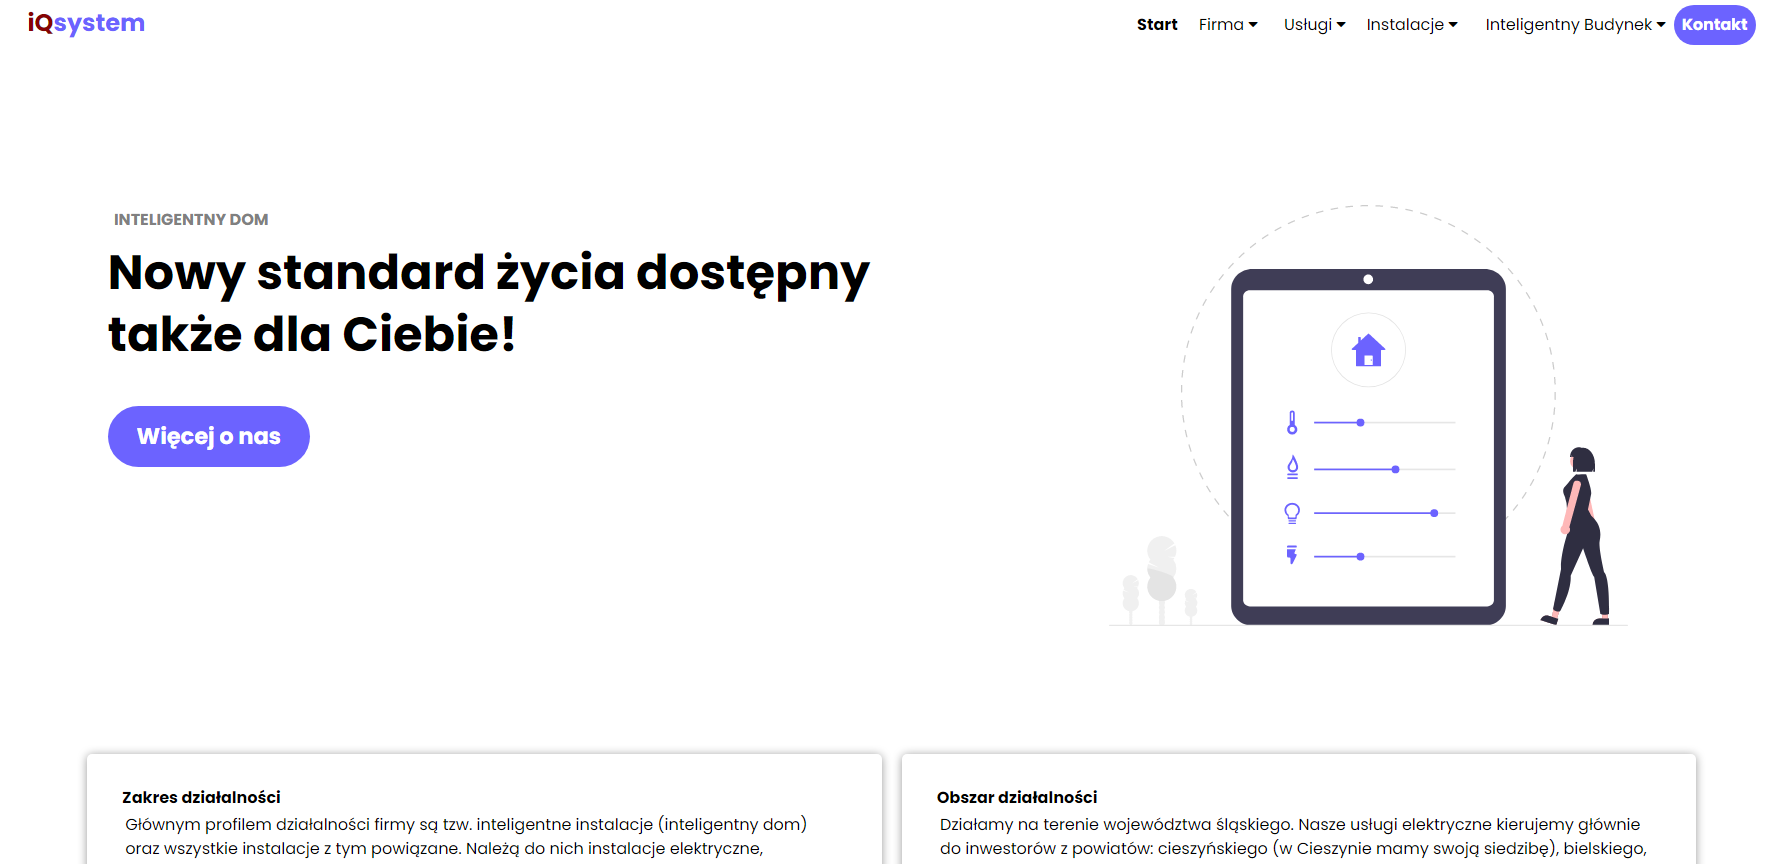 iQsystem
Start Firma Usługi Instalacje Inteligentny Budynek Kontakt
INTELIGENTNY DOM
Nowy standard życia dostępny
także dla Ciebie!
Więcej o nas
Zakres działalności
Głównym profilem działalności firmy są tzw. inteligentne instalacje (inteligentny dom)
oraz wszystkie instalacje z tym powiązane. Należą do nich instalacje elektryczne,
Obszar działalności
Działamy na terenie województwa śląskiego. Nasze usługi elektryczne kierujemy głównie
do inwestorów z powiatów: cieszyńskiego (w Cieszynie mamy swoją siedzibę), bielskiego,